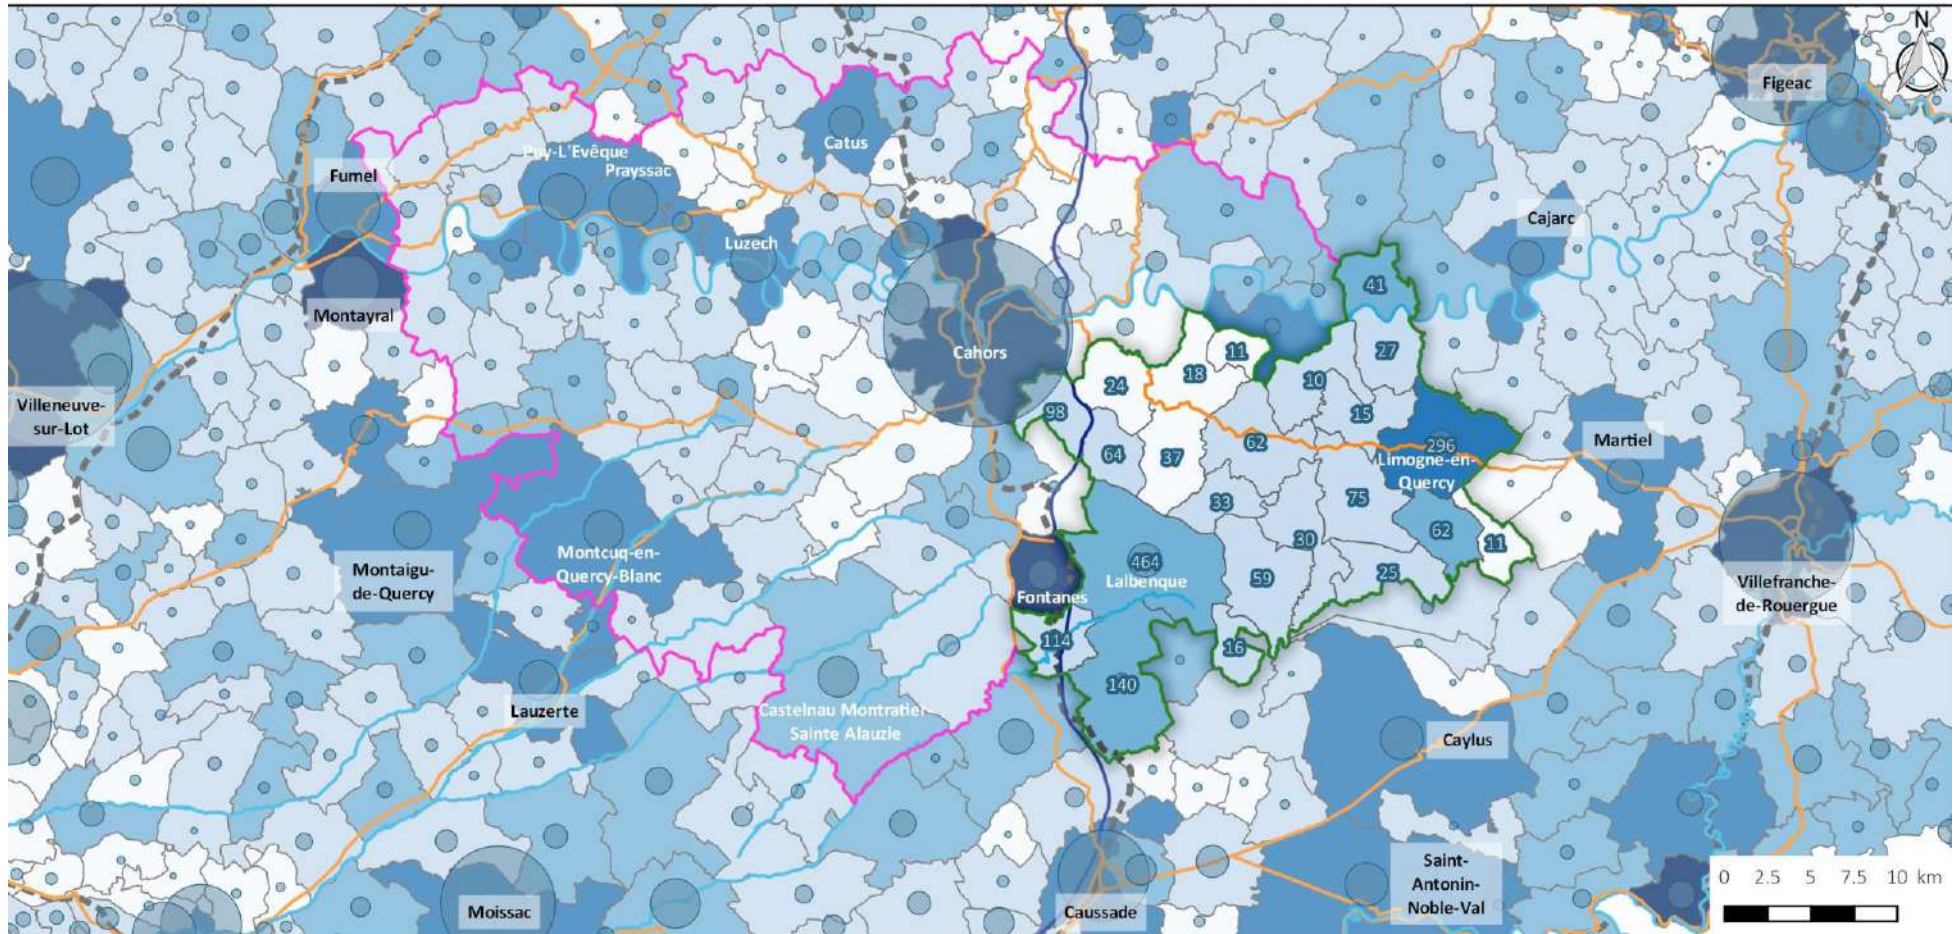 N
Figeac
Catus
Puy-L'Evêque
Prayssac
Fumel
Cajarc
Luzech
41
Montayral
Cahors
11
27
18
24
10
Villeneuve-
sur-Lot
98
15
Martiel
62
296
64
37
Limogne-en-
Quercy
75
33
62
30
11
Montcuq-en-
Quercy-Blanc
464
Lalbenque
59
25
Montaigu-
de-Quercy
Fontanes
Villefranche-
de-Rouergue
114
16
140
Lauzerte
Castelnau Montratier-
Sainte Alauzie
Caylus
Saint-
Antonin-
Noble-Val
0 2.5 5 7.5 10 km
Moissac
Caussade